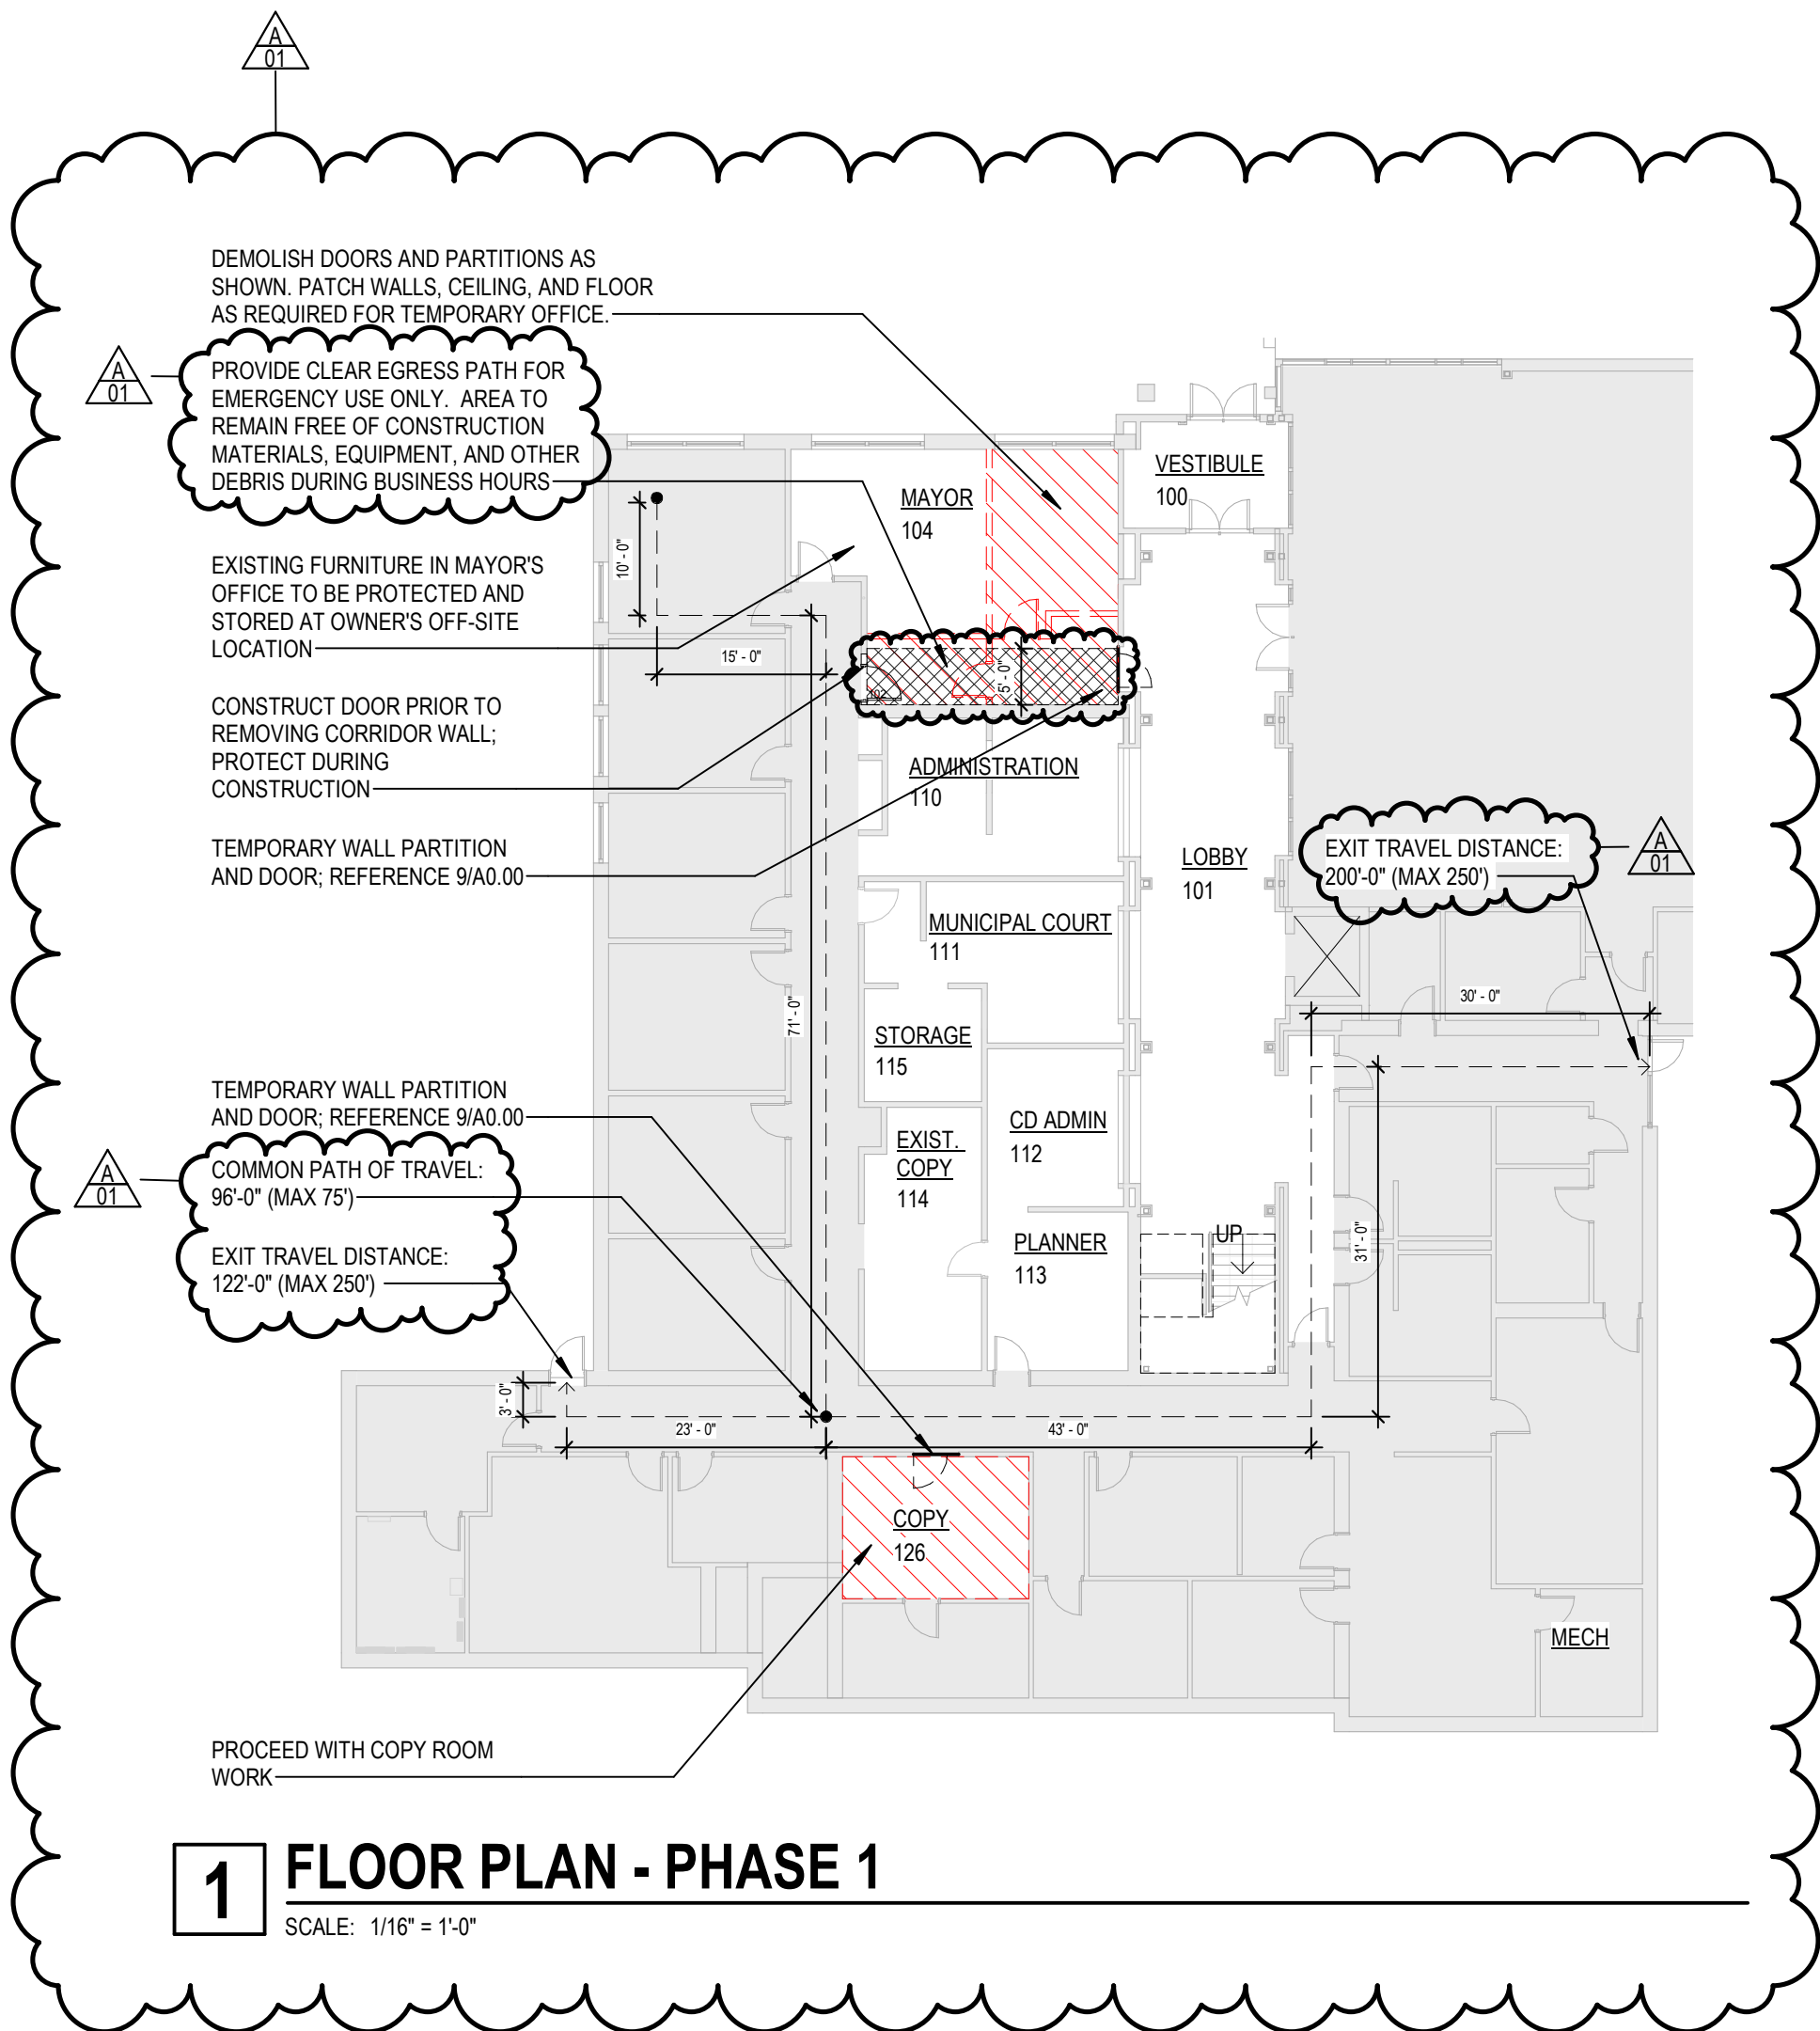 A
01
DEMOLISH DOORS AND PARTITIONS AS
SHOWN. PATCH WALLS, CEILING, AND FLOOR
AS REQUIRED FOR TEMPORARY OFFICE.
A
01
PROVIDE CLEAR EGRESS PATH FOR
EMERGENCY USE ONLY. AREA TO
REMAIN FREE OF CONSTRUCTION
MATERIALS, EQUIPMENT, AND OTHER
DEBRIS DURING BUSINESS HOURS
EXISTING FURNITURE IN MAYOR'S
OFFICE TO BE PROTECTED AND
STORED AT OWNER'S OFF-SITE
LOCATION
CONSTRUCT DOOR PRIOR TO
REMOVING CORRIDOR WALL;
PROTECT DURING
CONSTRUCTION
TEMPORARY WALL PARTITION
AND DOOR; REFERENCE 9/A0.00
TEMPORARY WALL PARTITION
AND DOOR; REFERENCE 9/A0.00
A
01
COMMON PATH OF TRAVEL:
96'-0" (MAX 75')
EXIT TRAVEL DISTANCE:
122'-0" (MAX 250')
PROCEED WITH COPY ROOM
WORK
VESTIBULE
100
MAYOR
104
10' - 0"
15' - 0"
102
5' - 0"
ADMINISTRATION
110
LOBBY
101
EXIT TRAVEL DISTANCE:
200'-0" (MAX 250')
A
01
MUNICIPAL COURT
111
71' - 0"
30' - 0"
STORAGE
115
CD ADMIN
112
EXIST.
COPY
114
UP
PLANNER
113
31' - 0"
3' - 0"
23' - 0"
43' - 0"
COPY
126
MECH
1
FLOOR PLAN - PHASE 1
SCALE: 1/16" = 1'-0"